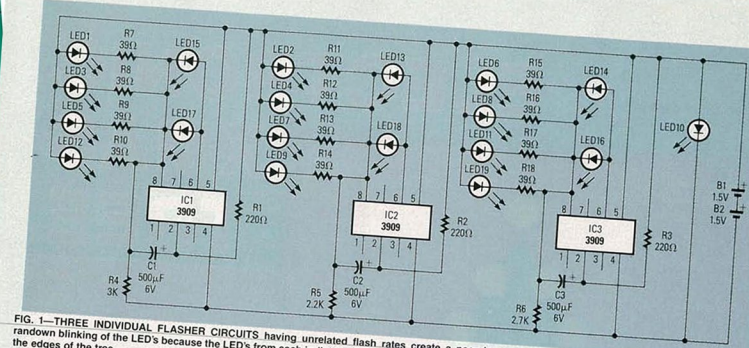 LED1
R7
39Ω
LED15
LED3
R8
39Ω
LED5
R9
39Ω
LED17
LED12
R10
39Ω
8 7 6 5
IC1
3909
1 2 3 4
R1
220Ω
C1
500µF
6V
R4
3K
LED2
R11
39Ω
LED13
LED4
R12
39Ω
LED7
R13
39Ω
LED18
LED9
R14
39Ω
8 7 6 5
IC2
3909
1 2 3 4
R2
220Ω
C2
500µF
6V
R5
2.2K
LED6
R15
39Ω
LED14
LED8
R16
39Ω
LED11
R17
39Ω
LED16
LED19
R18
39Ω
8 7 6 5
IC3
3909
1 2 3 4
R3
220Ω
C3
500µF
6V
R6
2.7K
LED10
B1
1.5V
B2
1.5V
FIG. 1—THREE INDIVIDUAL FLASHER CIRCUITS having unrelated flash rates create a
randown blinking of the LED's because the LED's from each
the edges of the tree